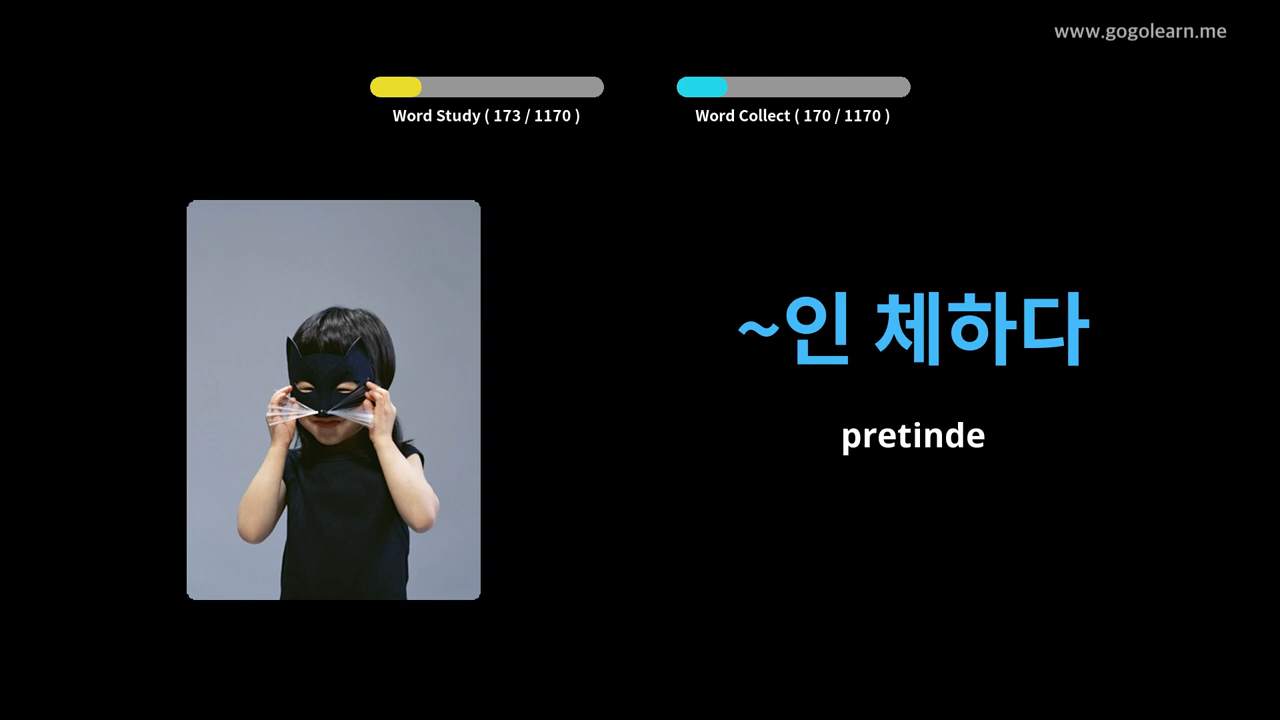 www.gogolearn.me
Word Study ( 173 / 1170 )
Word Collect ( 170 / 1170 )
~인 체하다
pretinde